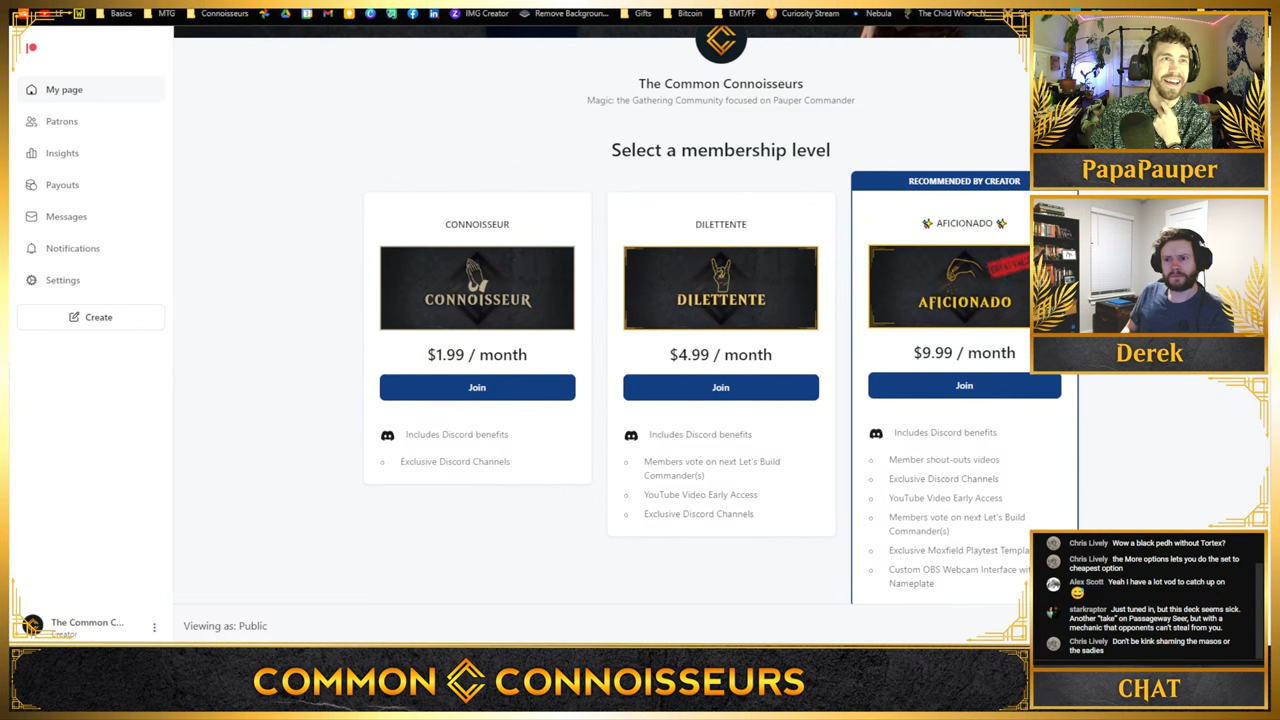 Basics
MTG
Connoisseurs
IMG Creator
Remove Backgroun...
Gifts
Bitcoin
EMT/FF
Curiosity Stream
Nebula
The Child Who is N...
My page
Patrons
Insights
Payouts
Messages
Notifications
Settings
Create
The Common C...
Creator
The Common Connoisseurs
Magic: the Gathering Community focused on Pauper Commander
Select a membership level
CONNOISSEUR
CONNOISSEUR
$1.99 / month
Join
Includes Discord benefits
Exclusive Discord Channels
DILETTENTE
DILETTENTE
$4.99 / month
Join
Includes Discord benefits
Members vote on next Let's Build
Commander(s)
YouTube Video Early Access
Exclusive Discord Channels
RECOMMENDED BY CREATOR
✨ AFICIONADO ✨
AFICIONADO
$9.99 / month
Join
Includes Discord benefits
Member shout-outs videos
Exclusive Discord Channels
YouTube Video Early Access
Members vote on next Let's Build
Commander(s)
Exclusive Moxfield Playtest Templa
Custom OBS Webcam Interface wit
Nameplate
Viewing as: Public
PapaPauper
Derek
Chris Lively Wow a black pedh without Tortex?
Chris Lively the More options lets you do the set to
cheapest option
Alex Scott Yeah I have a lot vod to catch up on
😅
starkraptor Just tuned in, but this deck seems sick.
Another "take" on Passageway Seer, but with a
mechanic that opponents can't steal from you.
Chris Lively Don't be kink shaming the masos or
the sadies
CHAT
COMMON CONNOISSEURS